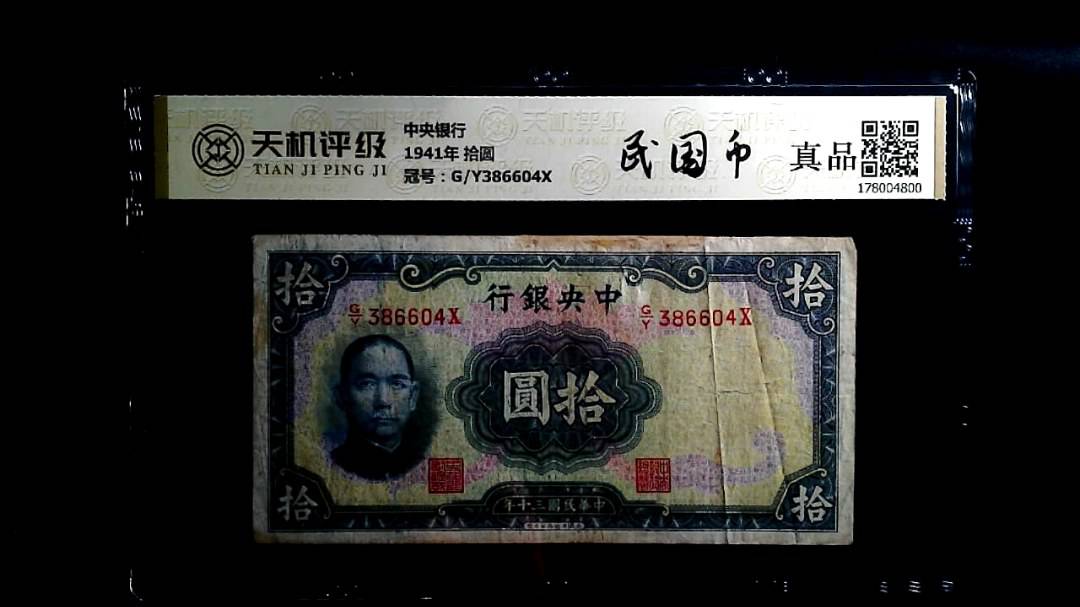 天机评级
TIAN JI PING JI
中央银行
1941年 拾圆
冠号：G/Y386604X
民国币
真品
178004800
拾
拾
行銀央中
G/Y 386604X
G/Y 386604X
圓拾
拾
拾
年十三國民華中